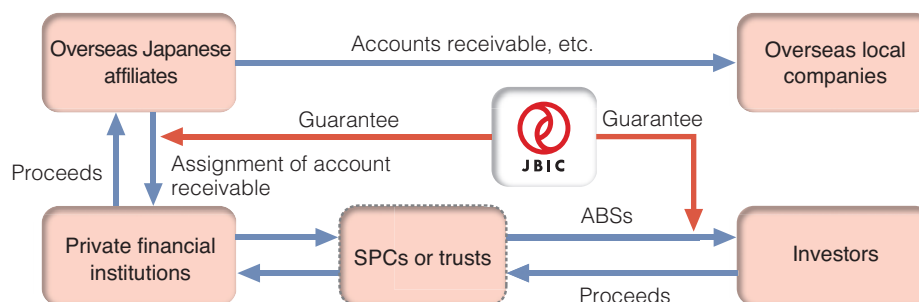 Overseas Japanese
affiliates
Accounts receivable, etc.
Overseas local
companies
Guarantee
JBIC
Guarantee
Proceeds
Assignment of account
receivable
Private financial
institutions
SPCs or trusts
ABSs
Investors
Proceeds